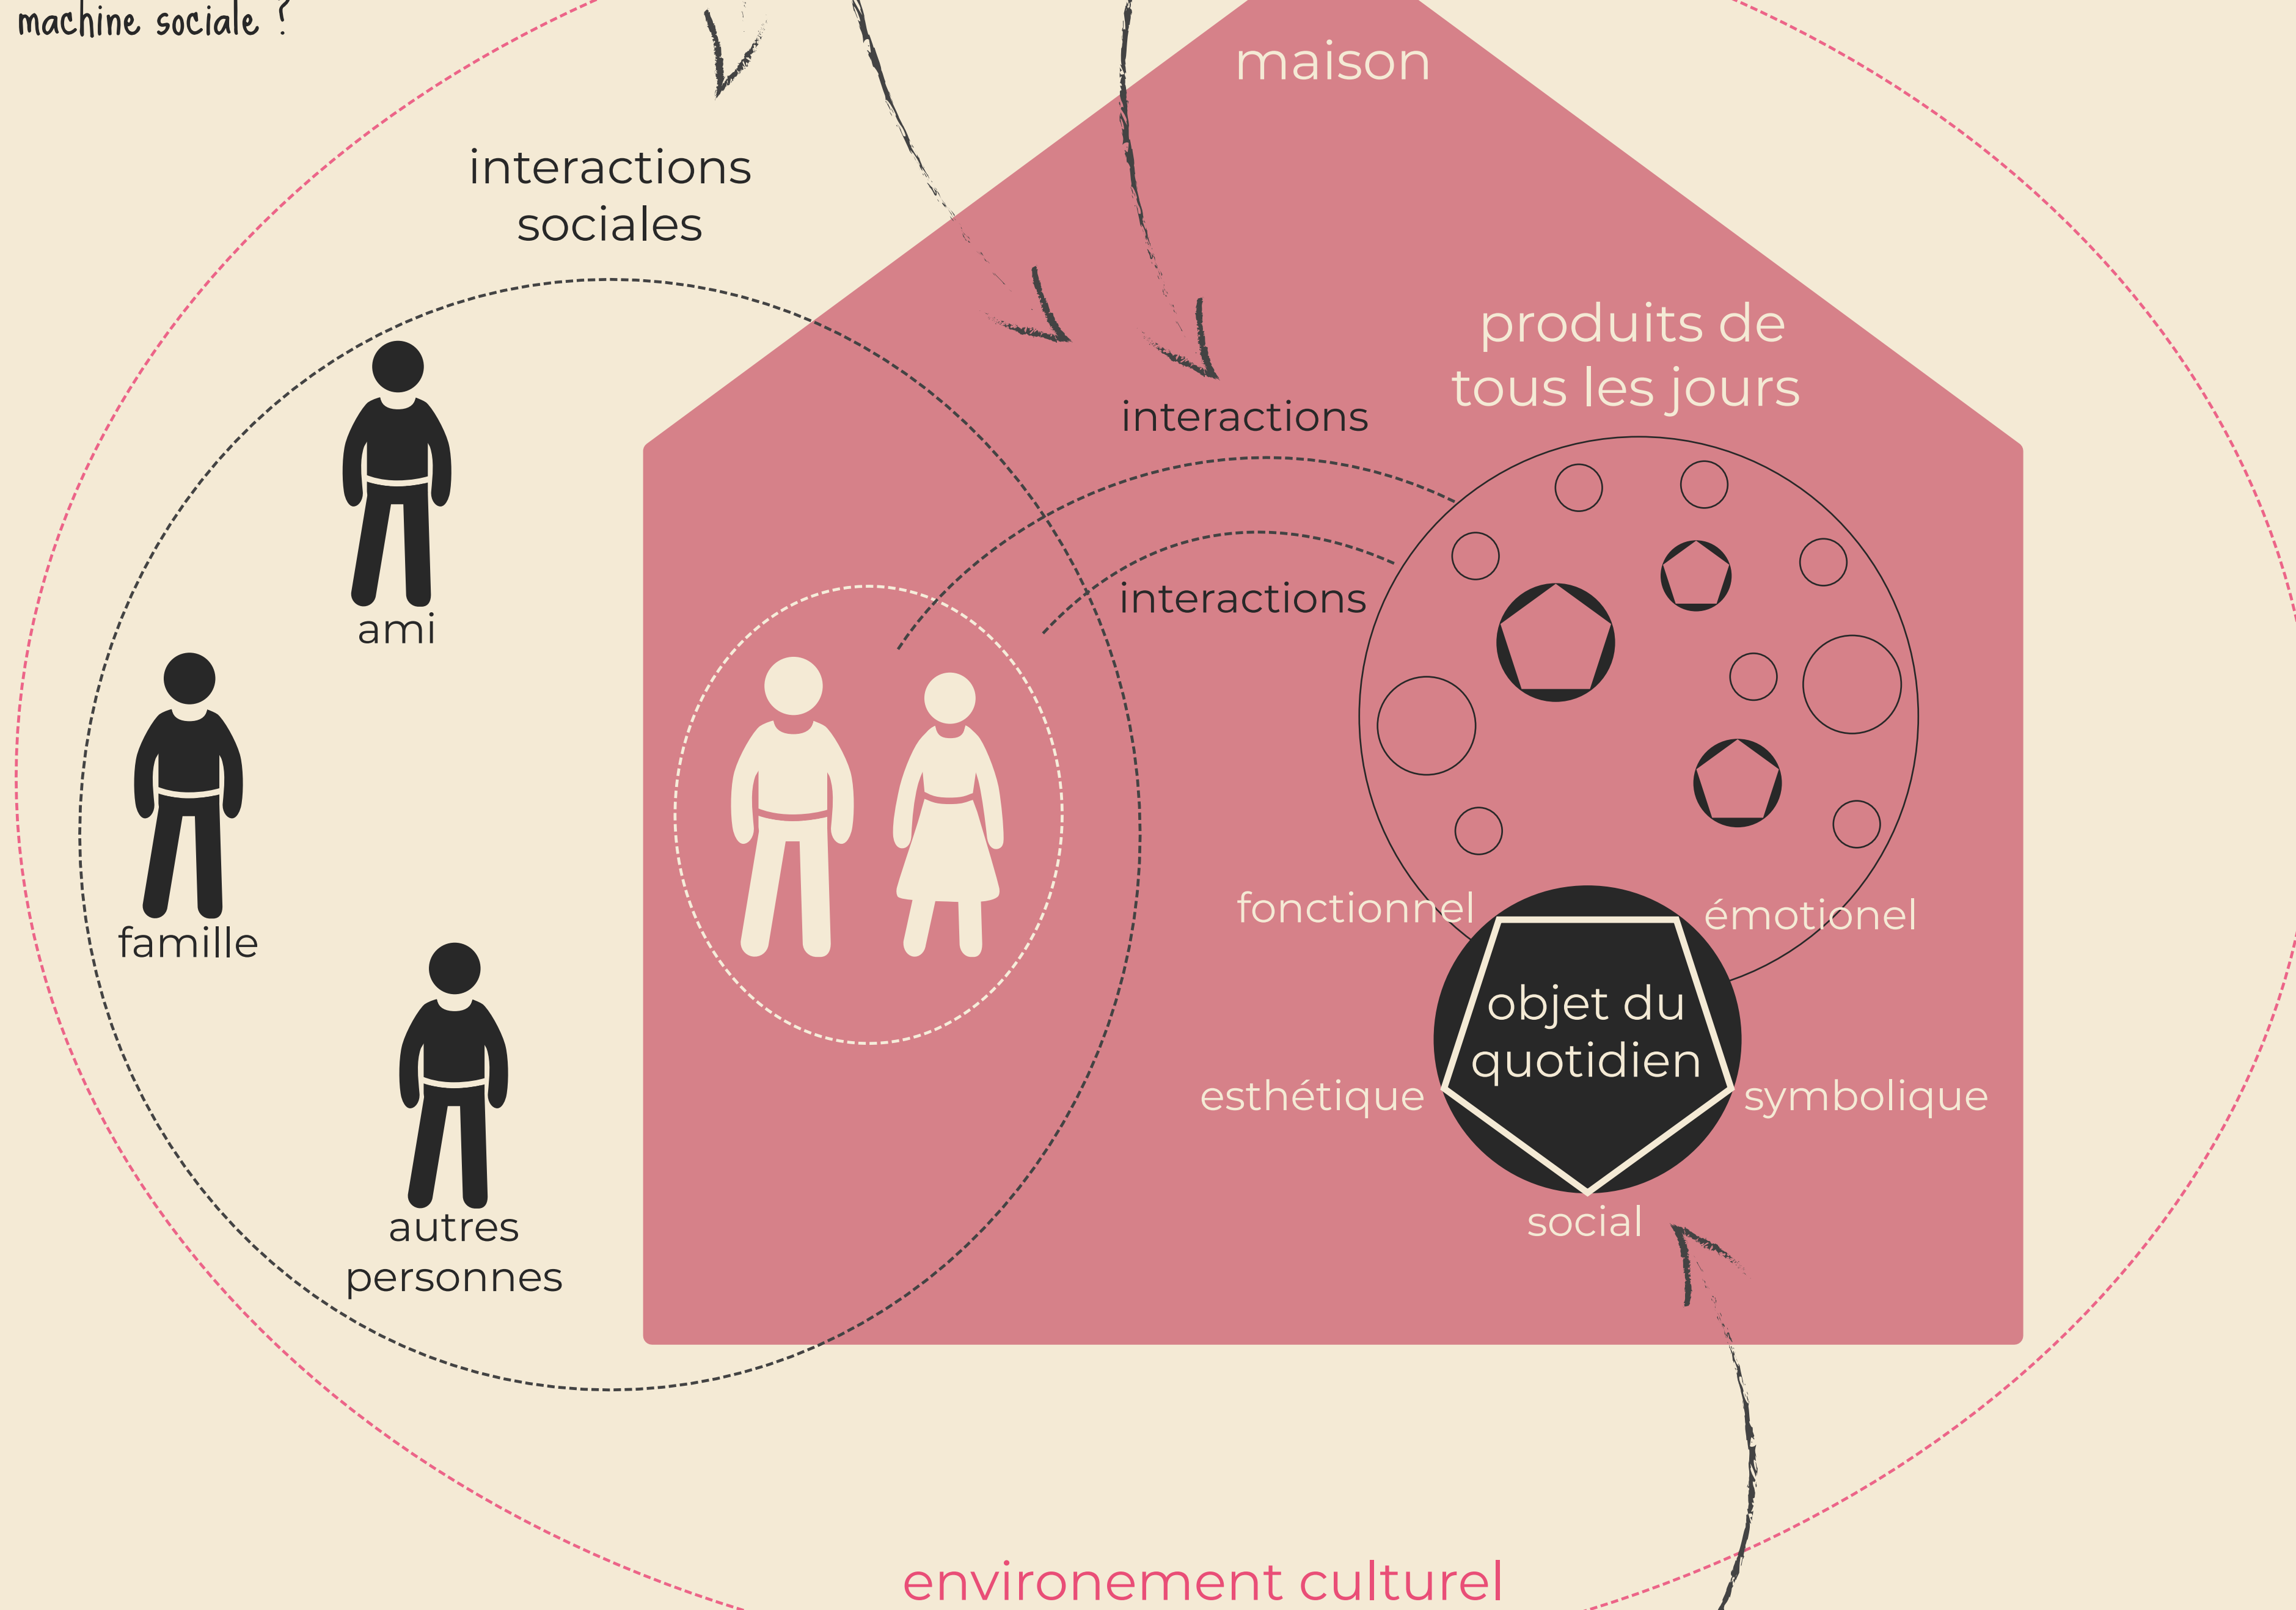 machine sociale ?
maison
interactions
sociales
produits de
tous les jours
interactions
interactions
ami
famille
autres
personnes
fonctionnel
émotionel
objet du
quotidien
esthétique
symbolique
social
environement culturel